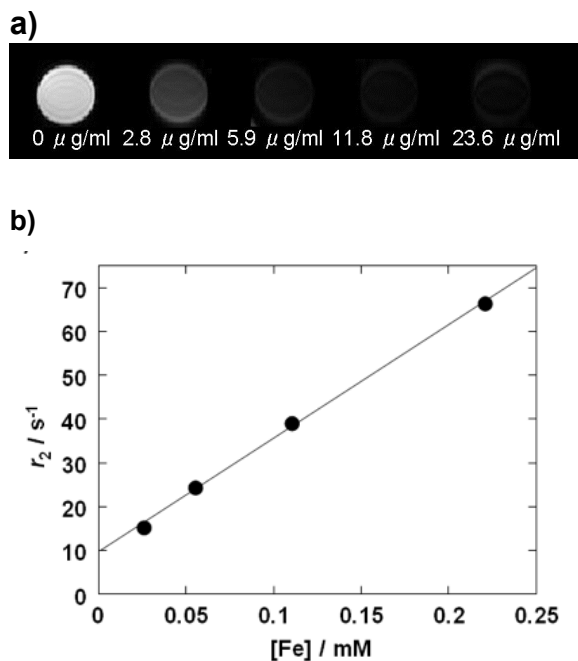 a)
0 μ g/ml 2.8 μ g/ml 5.9 μ g/ml 11.8 μ g/ml 23.6 μ g/ml
b)
70
60
50
40
30
20
10
0
r₂ / s⁻¹
0 0.05 0.1 0.15 0.2 0.25
[Fe] / mM